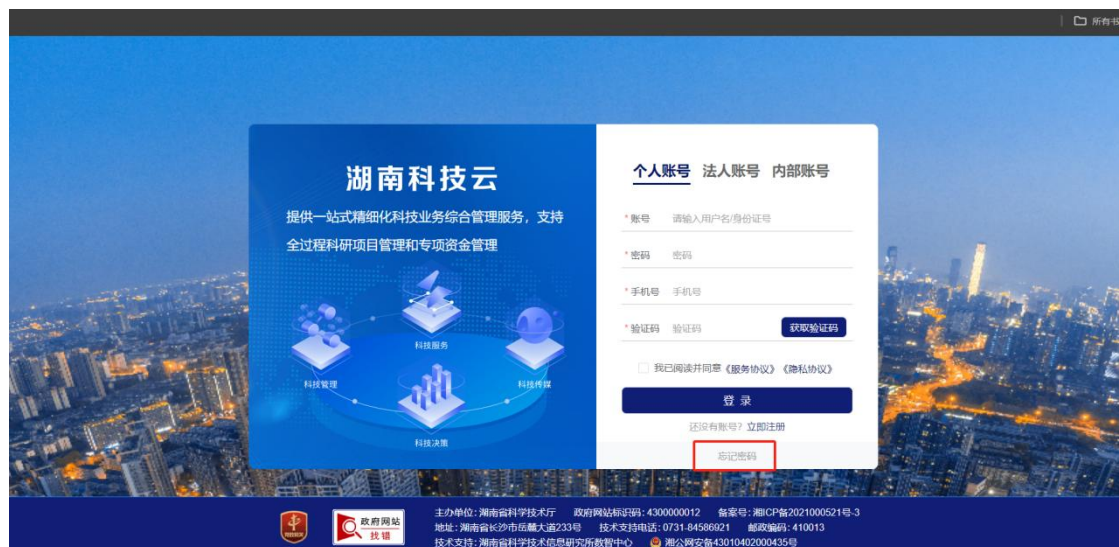 所有书
湖南科技云
提供一站式精细化科技业务综合管理服务，支持
全过程科研项目管理和专项资金管理
科技服务
科技管理
科技传媒
科技决策
个人账号 法人账号 内部账号
*账号 请输入用户名/身份证号
*密码 密码
*手机号 手机号
*验证码 验证码 获取验证码
我已阅读并同意《服务协议》《隐私协议》
登 录
还没有账号？立即注册
忘记密码
政府网站
找错
主办单位：湖南省科学技术厅 政府网站标识码：4300000012 备案号：湘ICP备2021000521号-3
地址：湖南省长沙市岳麓大道233号 技术支持电话：0731-84586921 邮政编码：410013
技术支持：湖南省科学技术信息研究所数智中心 湘公网安备43010402000435号